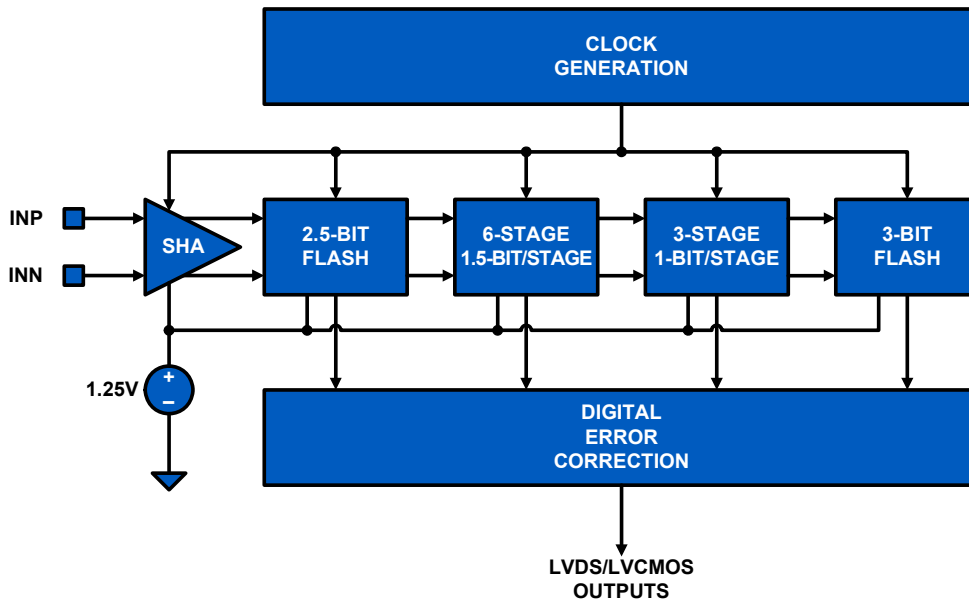 CLOCK
GENERATION
INP
INN
SHA
2.5-BIT
FLASH
6-STAGE
1.5-BIT/STAGE
3-STAGE
1-BIT/STAGE
3-BIT
FLASH
1.25V
+
–
DIGITAL
ERROR
CORRECTION
LVDS/LVCMOS
OUTPUTS